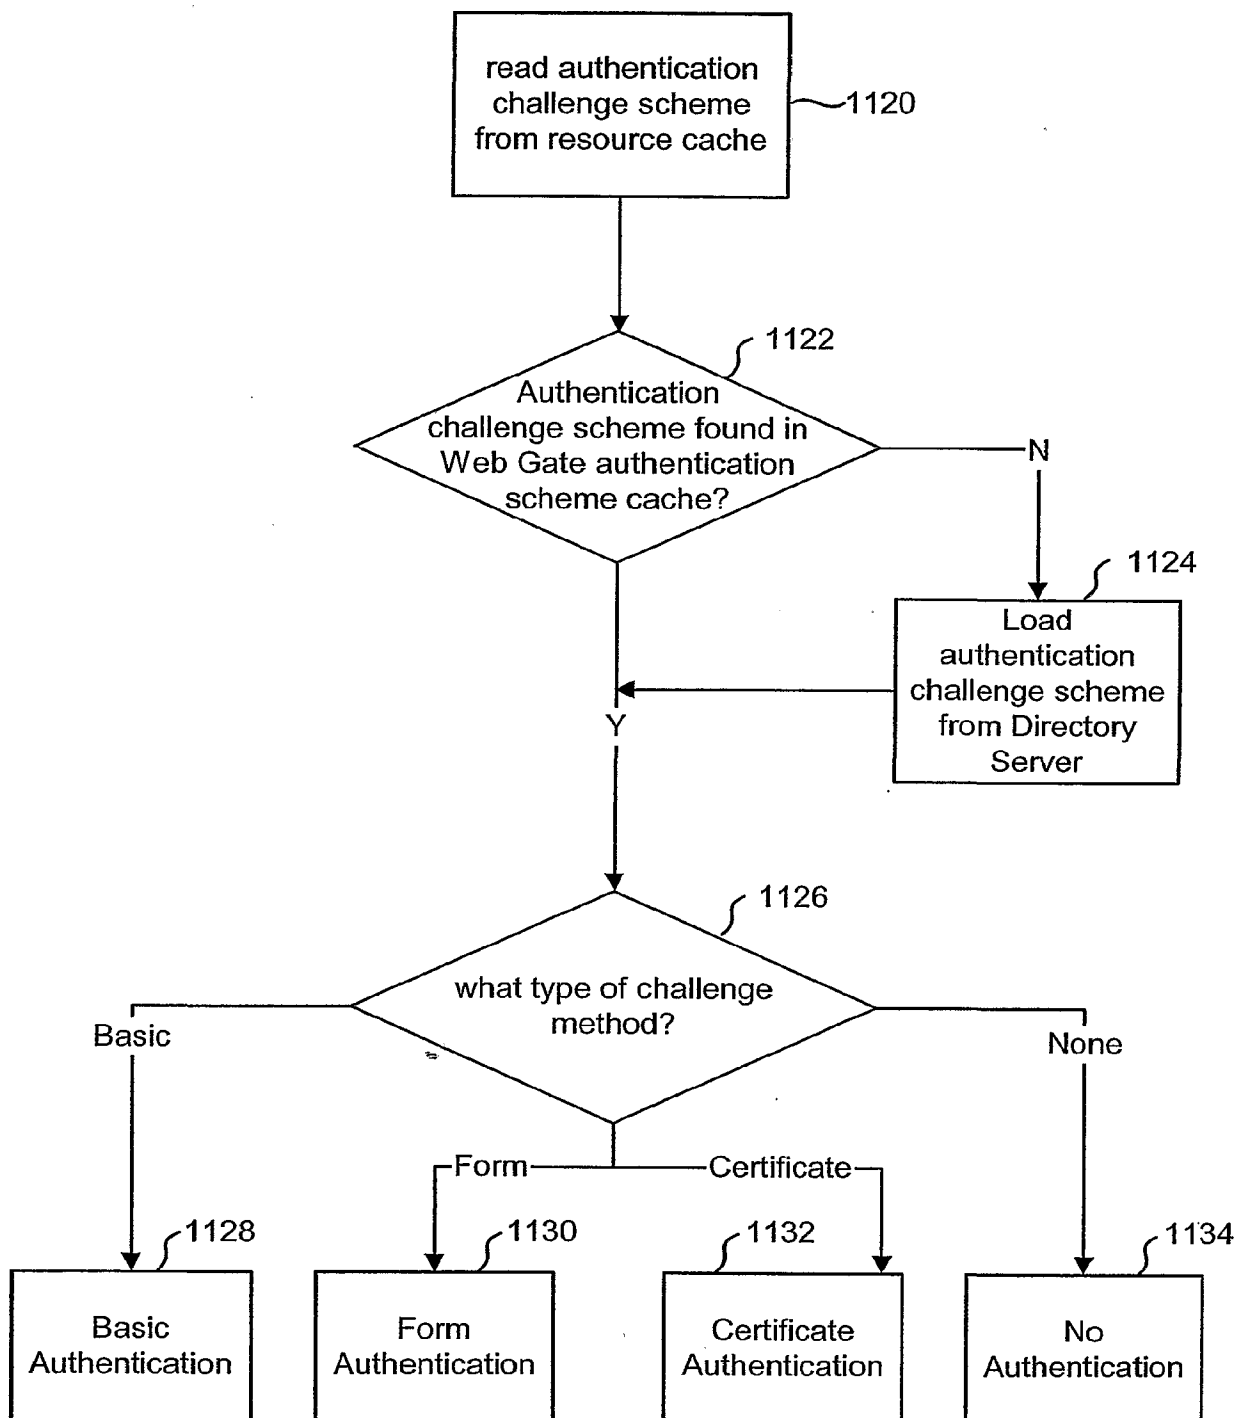 read authentication
challenge scheme
from resource cache
1120
1122
Authentication
challenge scheme found in
Web Gate authentication
scheme cache?
N
1124
Load
authentication
challenge scheme
from Directory
Server
Y
1126
what type of challenge
method?
Basic
None
Form
Certificate
1128
1130
1132
1134
Basic
Authentication
Form
Authentication
Certificate
Authentication
No
Authentication